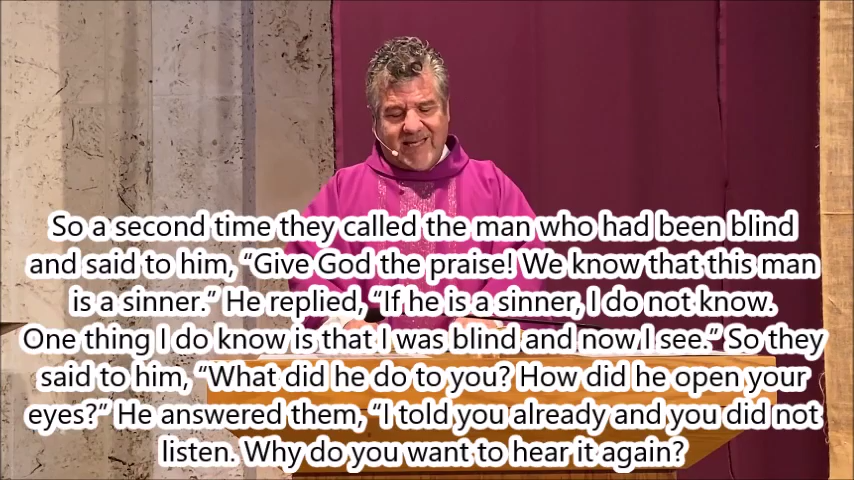 So a second time they called the man who had been blind
and said to him, “Give God the praise! We know that this man
is a sinner.” He replied, “If he is a sinner, I do not know.
One thing I do know is that I was blind and now I see.” So they
said to him, “What did he do to you? How did he open your
eyes?” He answered them, “I told you already and you did not
listen. Why do you want to hear it again?